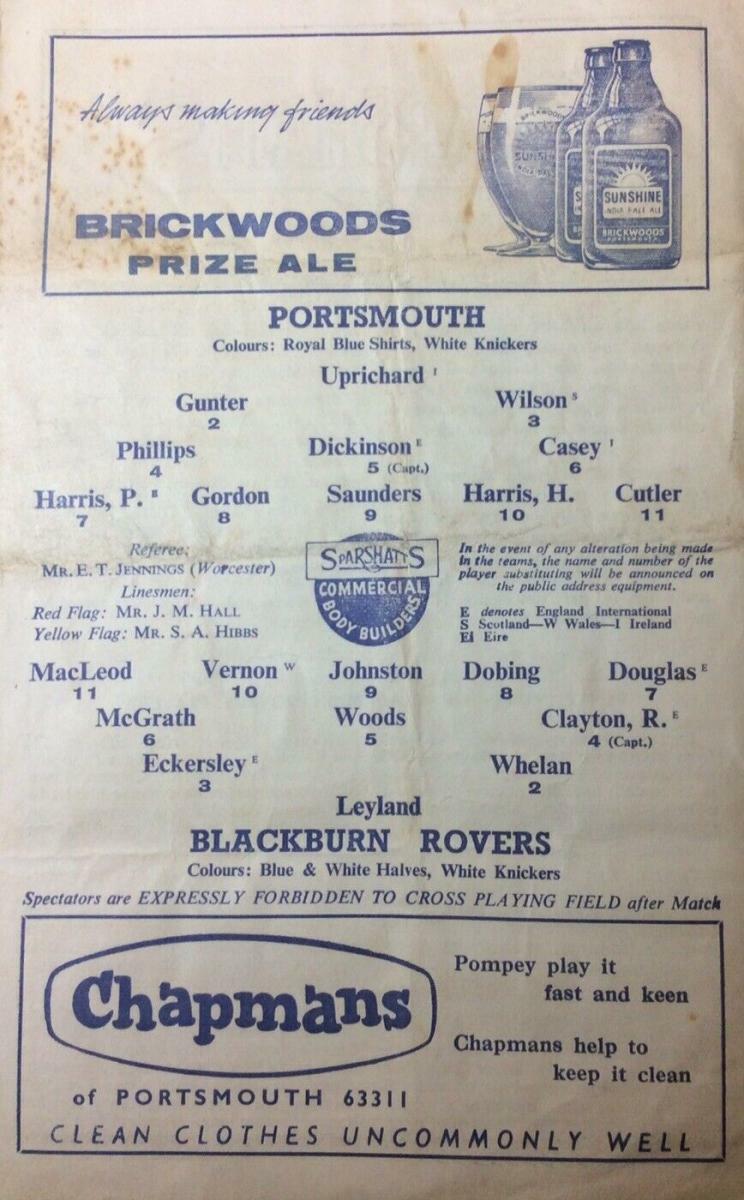 Always making friends
BRICKWOODS
PRIZE ALE
BRICKWOODS
SUNSHINE
INDIA PALE ALE
BRICKWOODS
PORTSMOUTH
PORTSMOUTH
Colours: Royal Blue Shirts, White Knickers
Uprichard I
Gunter Wilson S
2 3
Phillips Dickinson E Casey I
4 5 (Capt.) 6
Harris, P. E Gordon Saunders Harris, H. Cutler
7 8 9 10 11
Referee:
MR. E. T. JENNINGS (Worcester)
Linesmen:
Red Flag: MR. J. M. HALL
Yellow Flag: MR. S. A. HIBBS
SPARSHATTS
COMMERCIAL
BODY BUILDERS
In the event of any alteration being made
in the teams, the name and number of the
player substituting will be announced on
the public address equipment.
E denotes England International
S Scotland—W Wales—I Ireland
EI Eire
MacLeod Vernon W Johnston Dobing Douglas E
11 10 9 8 7
McGrath Woods Clayton, R. E
6 5 4 (Capt.)
Eckersley E Whelan
3 2
Leyland
BLACKBURN ROVERS
Colours: Blue & White Halves, White Knickers
Spectators are EXPRESSLY FORBIDDEN TO CROSS PLAYING FIELD after Match
Chapmans
of PORTSMOUTH 63311
Pompey play it
fast and keen
Chapmans help to
keep it clean
CLEAN CLOTHES UNCOMMONLY WELL